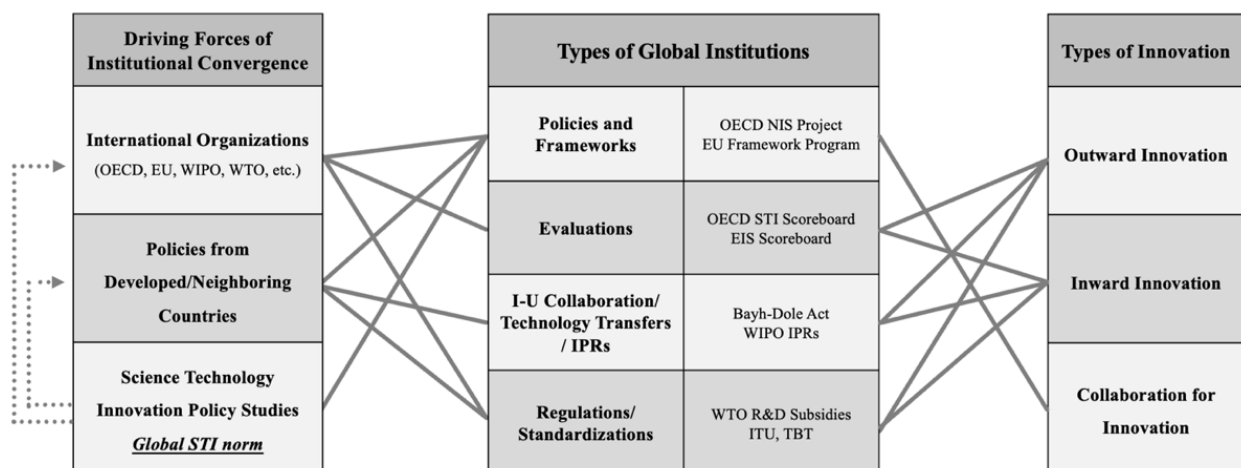 Driving Forces of
Institutional Convergence
International Organizations
(OECD, EU, WIPO, WTO, etc.)
Policies from
Developed/Neighboring
Countries
Science Technology
Innovation Policy Studies
Global STI norm
Types of Global Institutions
Policies and
Frameworks
OECD NIS Project
EU Framework Program
Evaluations
OECD STI Scoreboard
EIS Scoreboard
I-U Collaboration/
Technology Transfers
/ IPRs
Bayh-Dole Act
WIPO IPRs
Regulations/
Standardizations
WTO R&D Subsidies
ITU, TBT
Types of Innovation
Outward Innovation
Inward Innovation
Collaboration for
Innovation